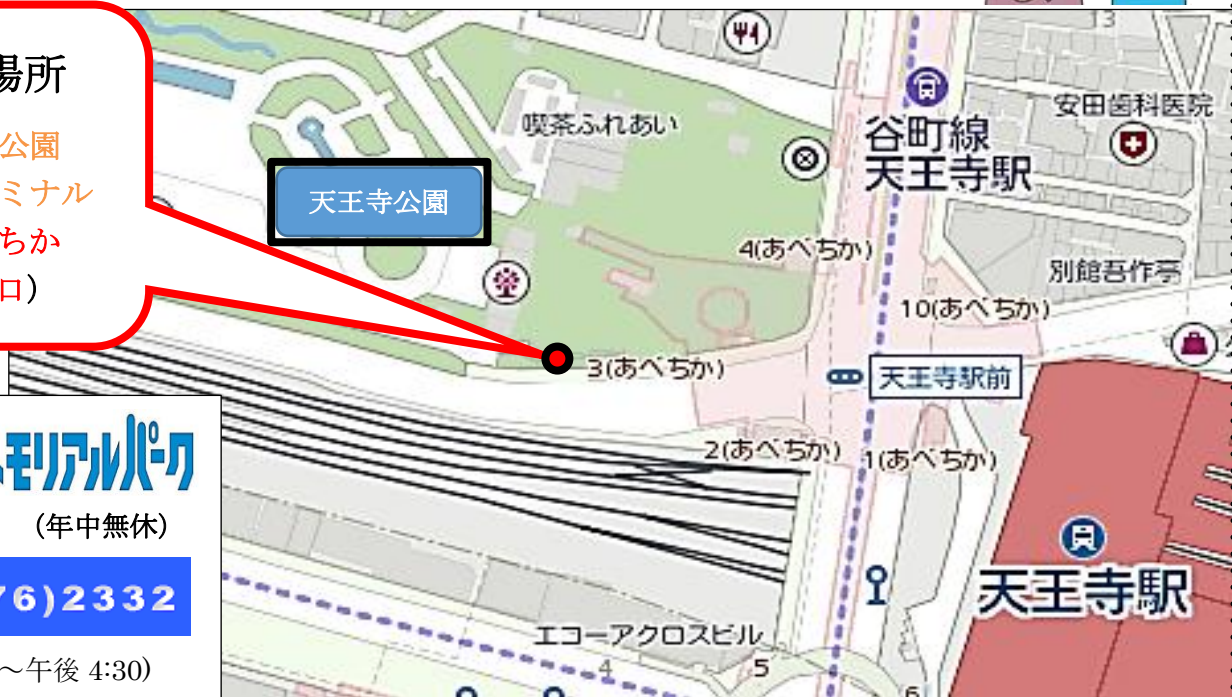 場所
公園
ミナル
ちか
口)
天王寺公園
喫茶ふれあい
谷町線
天王寺駅
安田歯科医院
13
4(あべちか)
別館吾作亭
10(あべちか)
3(あべちか)
天王寺駅前
2(あべちか)
1(あべちか)
モリアルパーク
(年中無休)
76)2332
～午後 4:30)
天王寺駅
エコーアクロスビル
4
5
6